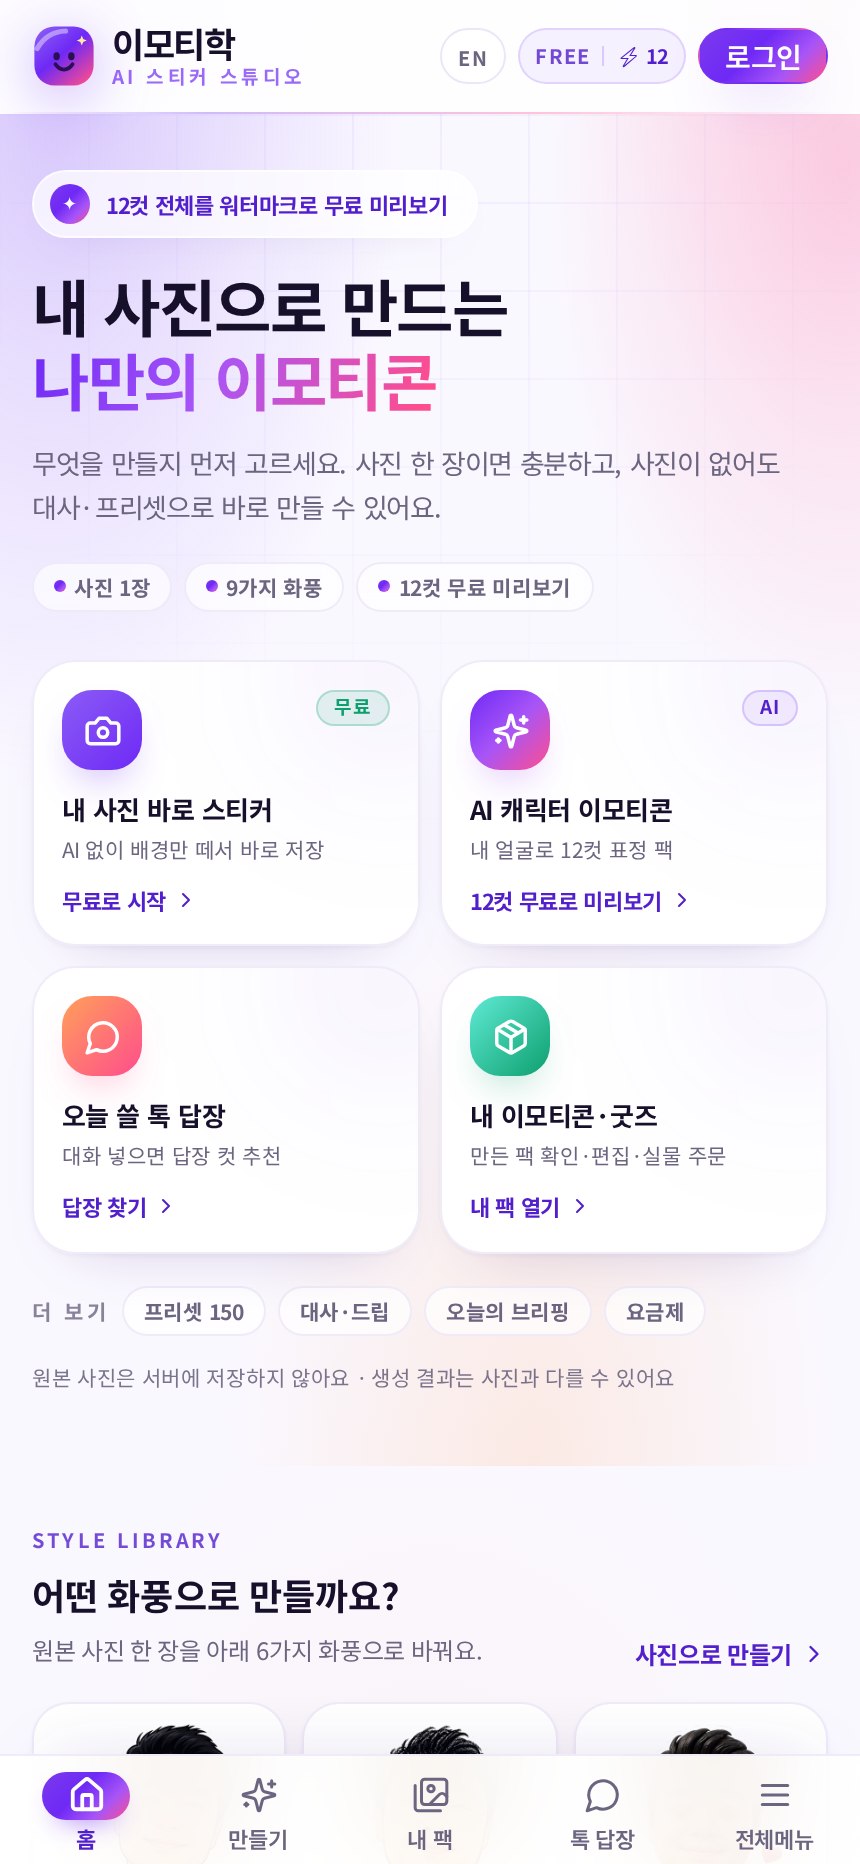 이모티학
AI 스티커 스튜디오
EN
FREE
12
로그인
12컷 전체를 워터마크로 무료 미리보기
내 사진으로 만드는
나만의 이모티콘
무엇을 만들지 먼저 고르세요. 사진 한 장이면 충분하고, 사진이 없어도
대사·프리셋으로 바로 만들 수 있어요.
사진 1장
9가지 화풍
12컷 무료 미리보기
무료
내 사진 바로 스티커
AI 없이 배경만 떼서 바로 저장
무료로 시작
AI
AI 캐릭터 이모티콘
내 얼굴로 12컷 표정 팩
12컷 무료로 미리보기
오늘 쓸 톡 답장
대화 넣으면 답장 컷 추천
답장 찾기
내 이모티콘·굿즈
만든 팩 확인·편집·실물 주문
내 팩 열기
더 보기
프리셋 150
대사·드립
오늘의 브리핑
요금제
원본 사진은 서버에 저장하지 않아요 · 생성 결과는 사진과 다를 수 있어요
STYLE LIBRARY
어떤 화풍으로 만들까요?
원본 사진 한 장을 아래 6가지 화풍으로 바꿔요.
사진으로 만들기
홈
만들기
내 팩
톡 답장
전체메뉴